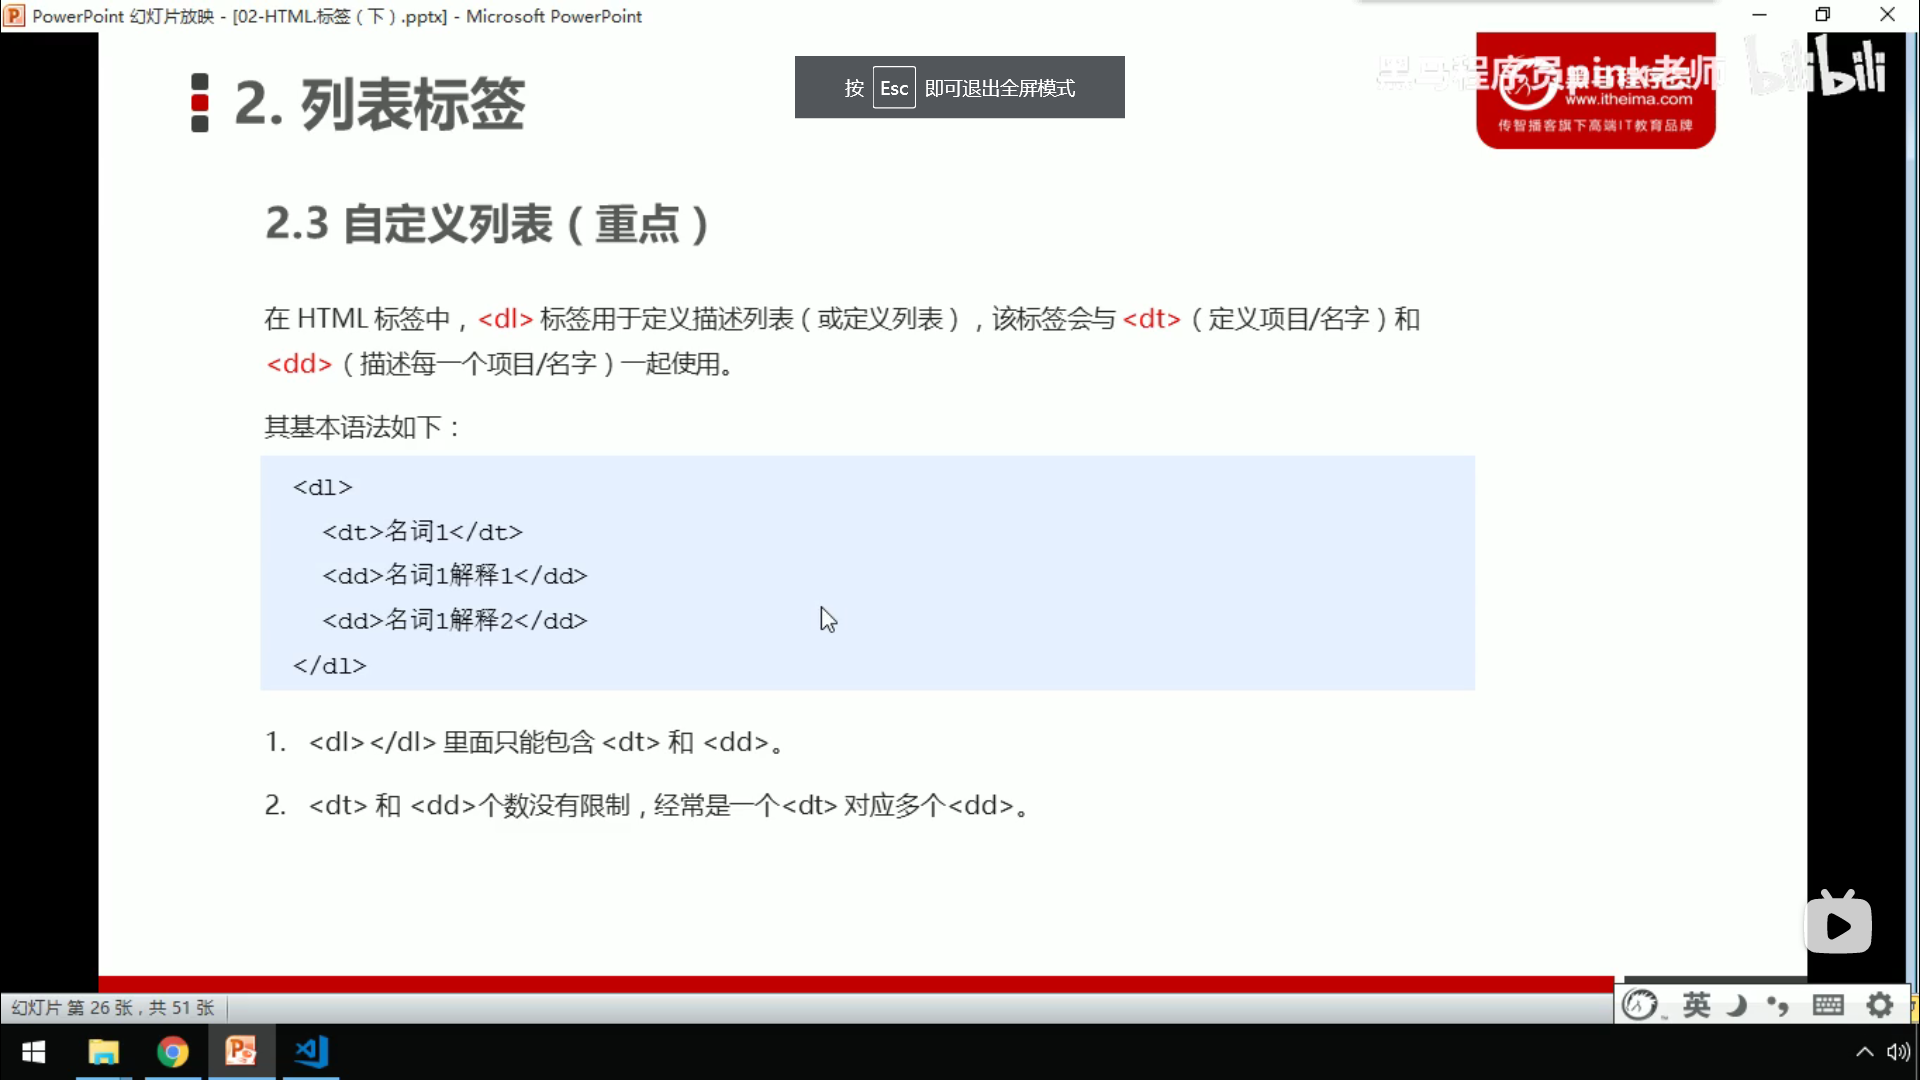 PowerPoint 幻灯片放映 - [02-HTML标签（下）.pptx] - Microsoft PowerPoint
按 Esc 即可退出全屏模式
黑马程序员pink老师
bilibili
www.itheima.com
传智播客旗下高端IT教育品牌
2. 列表标签
2.3 自定义列表（重点）
在 HTML 标签中，<dl> 标签用于定义描述列表（或定义列表），该标签会与 <dt>（定义项目/名字）和
<dd>（描述每一个项目/名字）一起使用。
其基本语法如下：
<dl>
<dt>名词1</dt>
<dd>名词1解释1</dd>
<dd>名词1解释2</dd>
</dl>
1. <dl></dl> 里面只能包含 <dt> 和 <dd>。
2. <dt> 和 <dd>个数没有限制，经常是一个<dt> 对应多个<dd>。
幻灯片 第 26 张，共 51 张
英